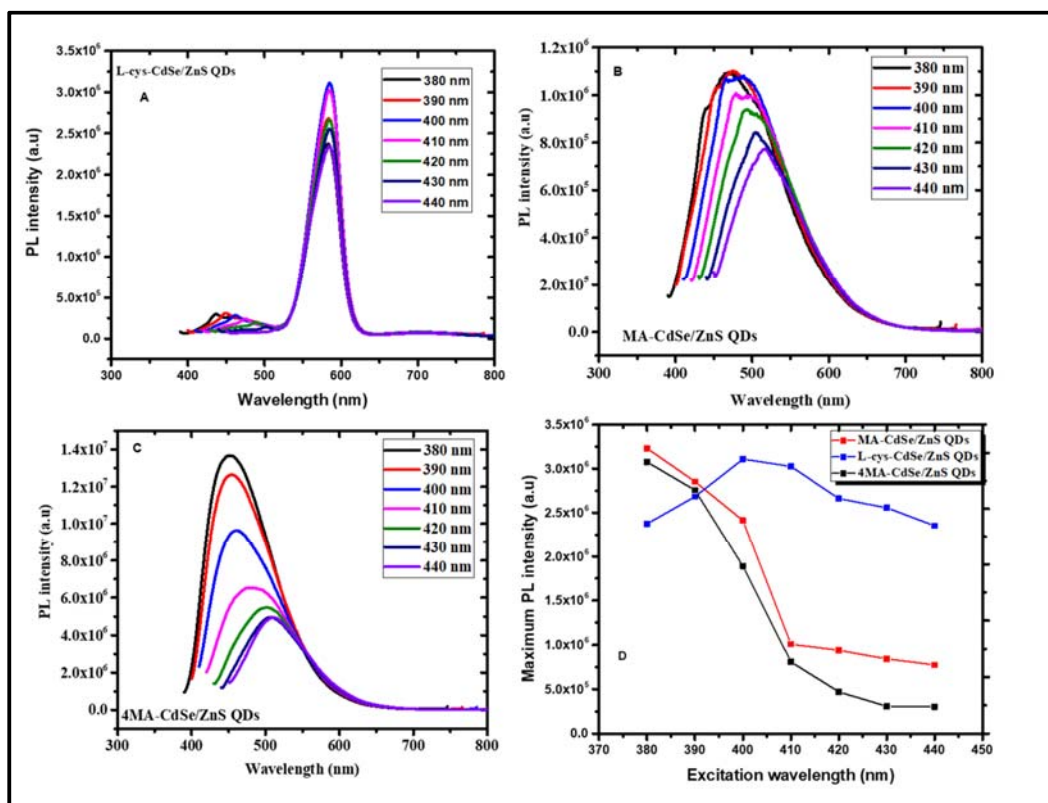 L-cys-CdSe/ZnS QDs
A
3.5x10⁶
3.0x10⁶
2.5x10⁶
2.0x10⁶
1.5x10⁶
1.0x10⁶
5.0x10⁵
0.0
PL intensity (a.u)
380 nm
390 nm
400 nm
410 nm
420 nm
430 nm
440 nm
300 400 500 600 700 800
Wavelength (nm)
B
1.2x10⁶
1.0x10⁶
8.0x10⁵
6.0x10⁵
4.0x10⁵
2.0x10⁵
0.0
PL intensity (a.u)
380 nm
390 nm
400 nm
410 nm
420 nm
430 nm
440 nm
MA-CdSe/ZnS QDs
300 400 500 600 700 800
Wavelength (nm)
C
1.4x10⁷
1.2x10⁷
1.0x10⁷
8.0x10⁶
6.0x10⁶
4.0x10⁶
2.0x10⁶
0.0
PL intensity (a.u)
380 nm
390 nm
400 nm
410 nm
420 nm
430 nm
440 nm
4MA-CdSe/ZnS QDs
300 400 500 600 700 800
Wavelength (nm)
3.5x10⁶
3.0x10⁶
2.5x10⁶
2.0x10⁶
1.5x10⁶
1.0x10⁶
5.0x10⁵
0.0
Maximum PL intensity (a.u)
MA-CdSe/ZnS QDs
L-cys-CdSe/ZnS QDs
4MA-CdSe/ZnS QDs
D
370 380 390 400 410 420 430 440 450
Excitation wavelength (nm)